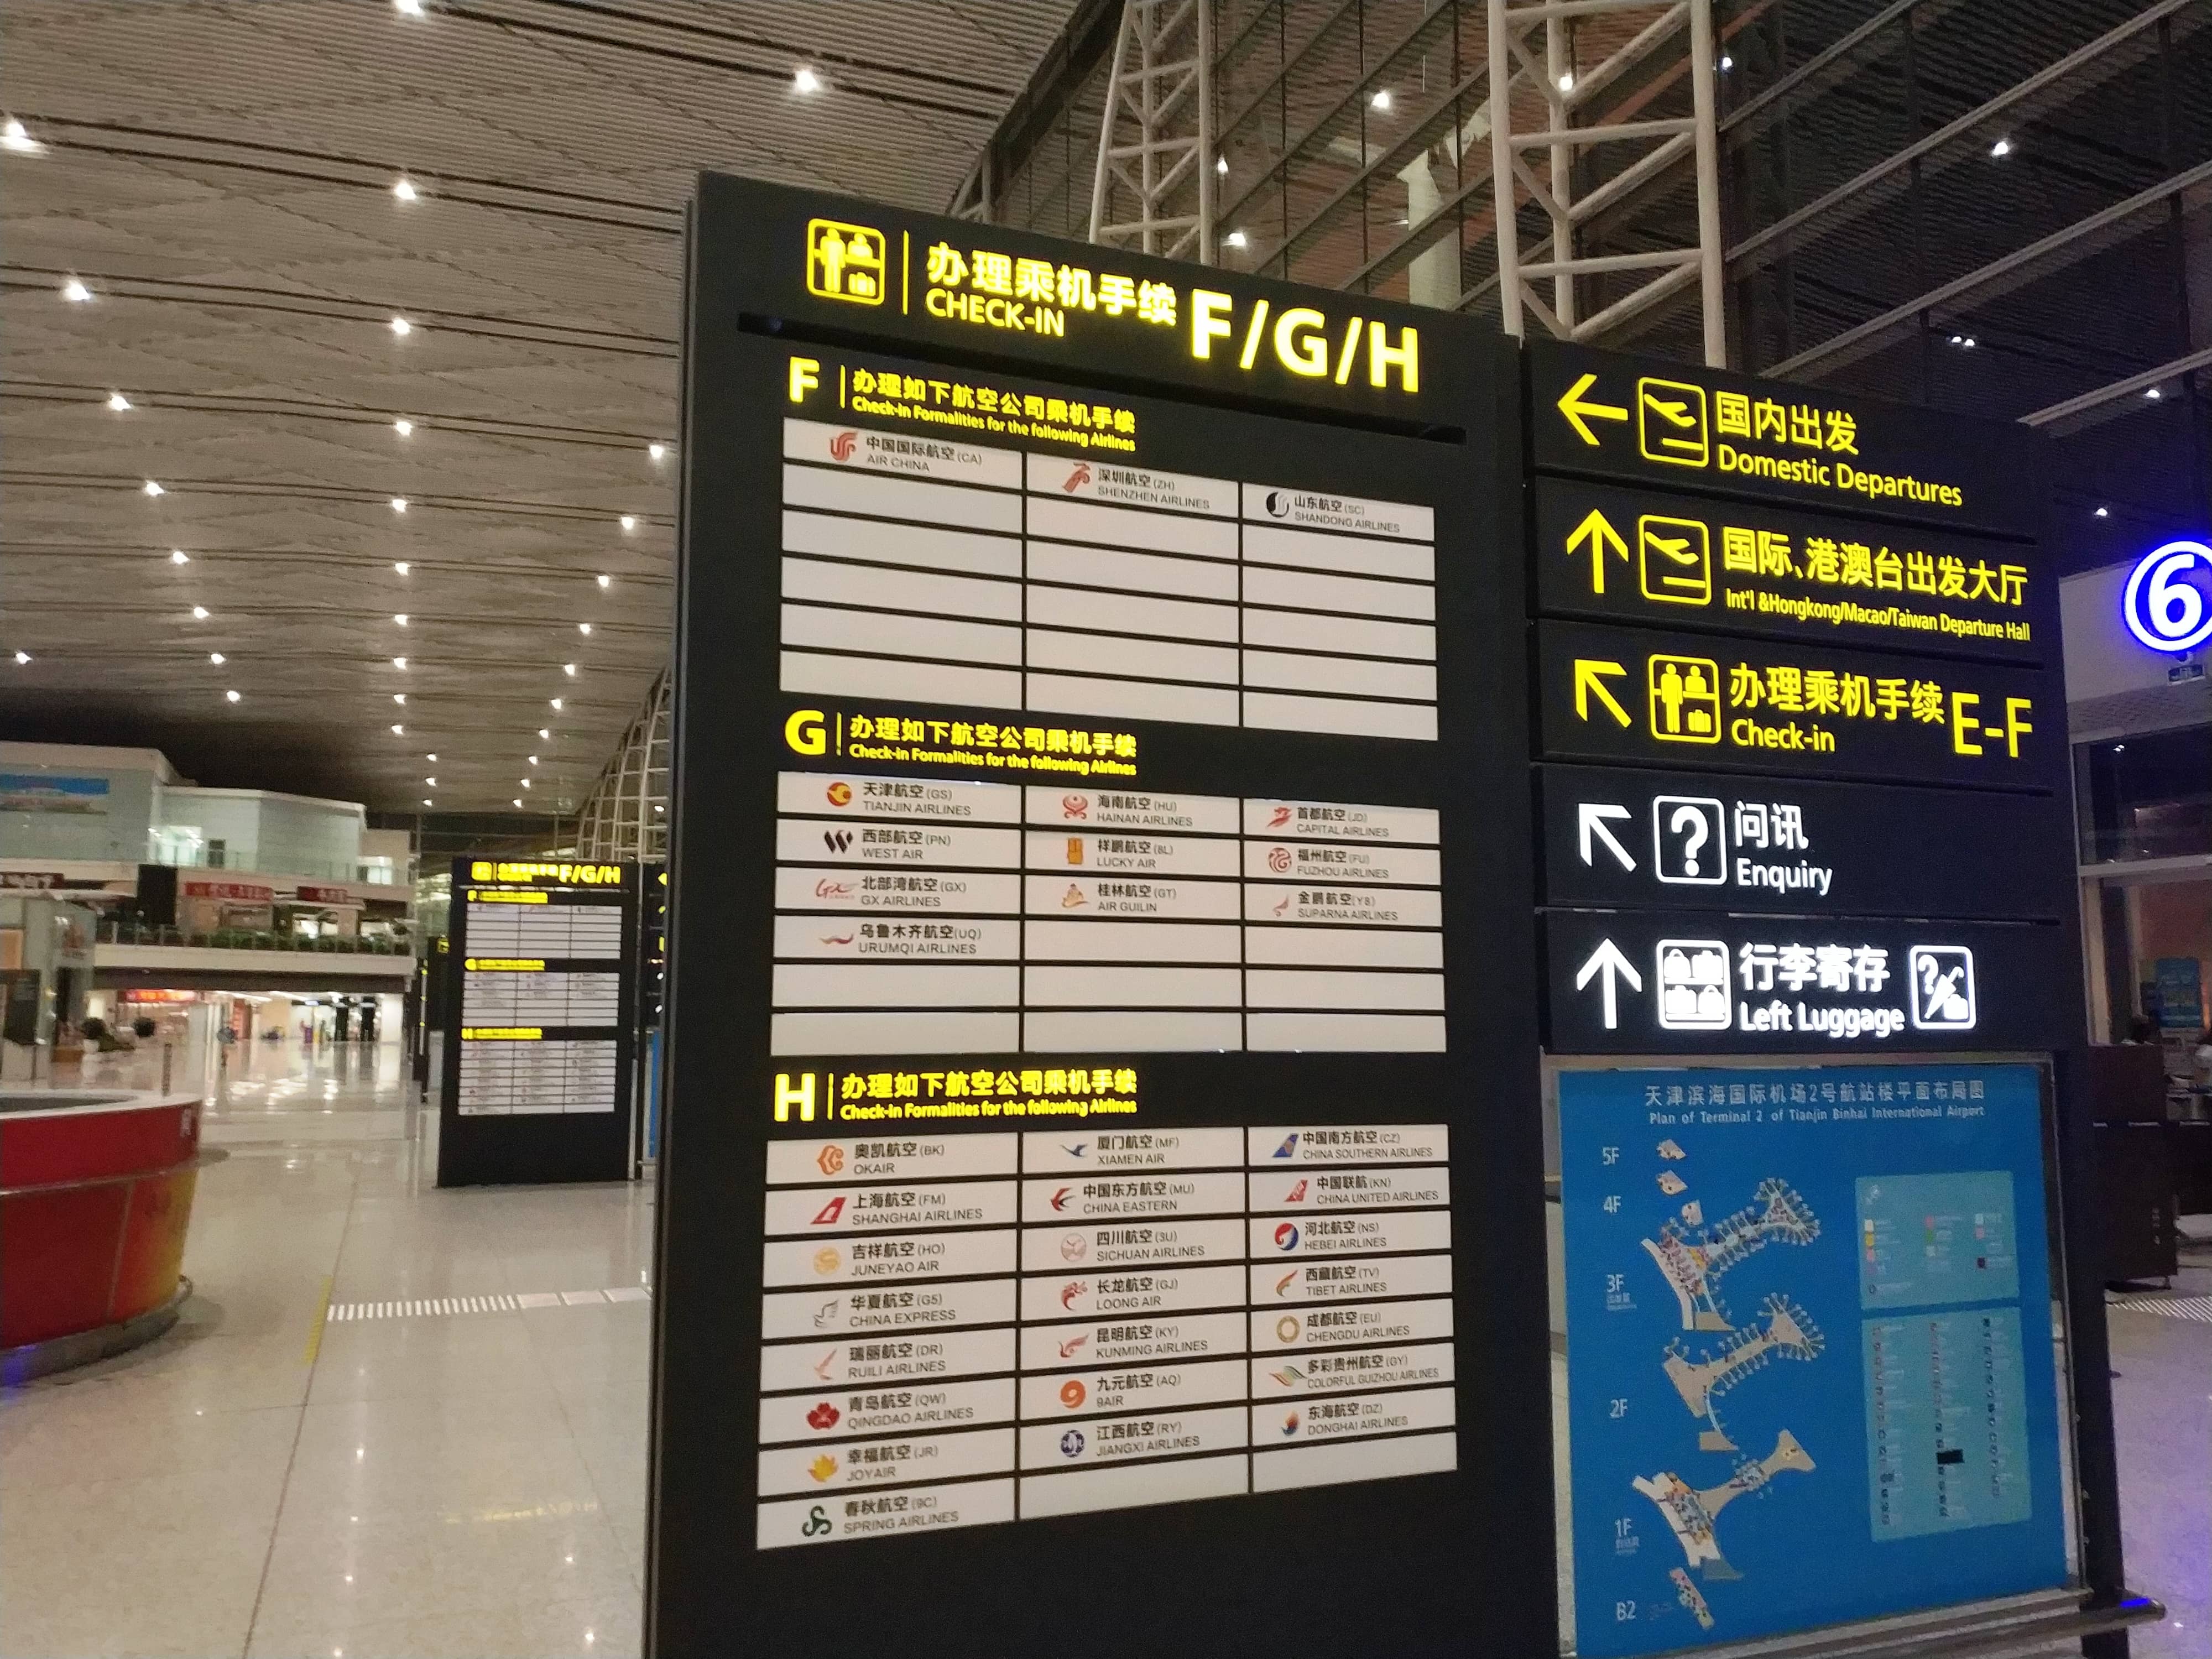 办理乘机手续 F/G/H
CHECK-IN
F 办理如下航空公司乘机手续
Check-in Formalities for the following Airlines
中国国际航空(CA)
AIR CHINA
深圳航空(ZH)
SHENZHEN AIRLINES
山东航空(SC)
SHANDONG AIRLINES
G 办理如下航空公司乘机手续
Check-in Formalities for the following Airlines
天津航空(GS)
TIANJIN AIRLINES
海南航空(HU)
HAINAN AIRLINES
首都航空(JD)
CAPITAL AIRLINES
西部航空(PN)
WEST AIR
祥鹏航空(8L)
LUCKY AIR
福州航空(FU)
FUZHOU AIRLINES
北部湾航空(GX)
GX AIRLINES
桂林航空(GT)
AIR GUILIN
金鹏航空(Y8)
SUPARNA AIRLINES
乌鲁木齐航空(UQ)
URUMQI AIRLINES
H 办理如下航空公司乘机手续
Check-in Formalities for the following Airlines
奥凯航空(BK)
OKAIR
厦门航空(MF)
XIAMEN AIR
中国南方航空(CZ)
CHINA SOUTHERN AIRLINES
上海航空(FM)
SHANGHAI AIRLINES
中国东方航空(MU)
CHINA EASTERN
中国联航(KN)
CHINA UNITED AIRLINES
吉祥航空(HO)
JUNEYAO AIR
四川航空(3U)
SICHUAN AIRLINES
河北航空(NS)
HEBEI AIRLINES
华夏航空(G5)
CHINA EXPRESS
长龙航空(GJ)
LOONG AIR
西藏航空(TV)
TIBET AIRLINES
瑞丽航空(DR)
RUILI AIRLINES
昆明航空(KY)
KUNMING AIRLINES
成都航空(EU)
CHENGDU AIRLINES
青岛航空(QW)
QINGDAO AIRLINES
九元航空(AQ)
9AIR
多彩贵州航空(GY)
COLORFUL GUIZHOU AIRLINES
幸福航空(JR)
JOYAIR
江西航空(RY)
JIANGXI AIRLINES
东海航空(DZ)
DONGHAI AIRLINES
春秋航空(9C)
SPRING AIRLINES
国内出发
Domestic Departures
国际、港澳台出发大厅
Int'l &Hongkong/Macao/Taiwan Departure Hall
办理乘机手续 E-F
Check-in
问讯
Enquiry
行李寄存
Left Luggage
天津滨海国际机场2号航站楼平面布局图
Plan of Terminal 2 of Tianjin Binhai International Airport
5F
4F
3F
2F
1F
B2
6
F/G/H
F
G
H